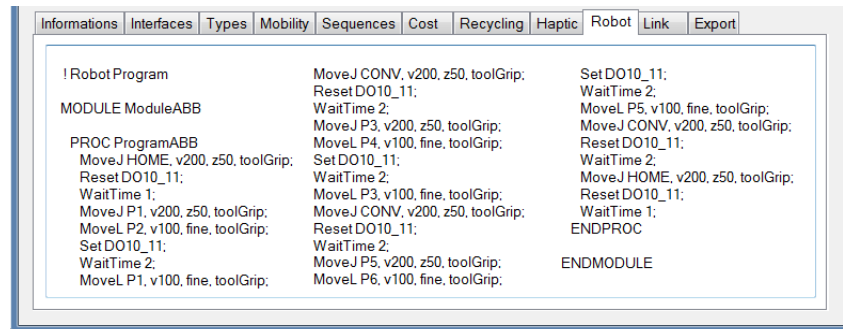 Informations Interfaces Types Mobility Sequences Cost Recycling Haptic Robot Link Export
! Robot Program
MODULE ModuleABB
PROC ProgramABB
MoveJ HOME, v200, z50, toolGrip;
Reset DO10_11;
WaitTime 1;
MoveJ P1, v200, z50, toolGrip;
MoveL P2, v100, fine, toolGrip;
Set DO10_11;
WaitTime 2;
MoveL P1, v100, fine, toolGrip;
MoveJ CONV, v200, z50, toolGrip;
Reset DO10_11;
WaitTime 2;
MoveJ P3, v200, z50, toolGrip;
MoveL P4, v100, fine, toolGrip;
Set DO10_11;
WaitTime 2;
MoveL P3, v100, fine, toolGrip;
MoveJ CONV, v200, z50, toolGrip;
Reset DO10_11;
WaitTime 2;
MoveJ P5, v200, z50, toolGrip;
MoveL P6, v100, fine, toolGrip;
Set DO10_11;
WaitTime 2;
MoveL P5, v100, fine, toolGrip;
MoveJ CONV, v200, z50, toolGrip;
Reset DO10_11;
WaitTime 2;
MoveJ HOME, v200, z50, toolGrip;
Reset DO10_11;
WaitTime 1;
ENDPROC
ENDMODULE